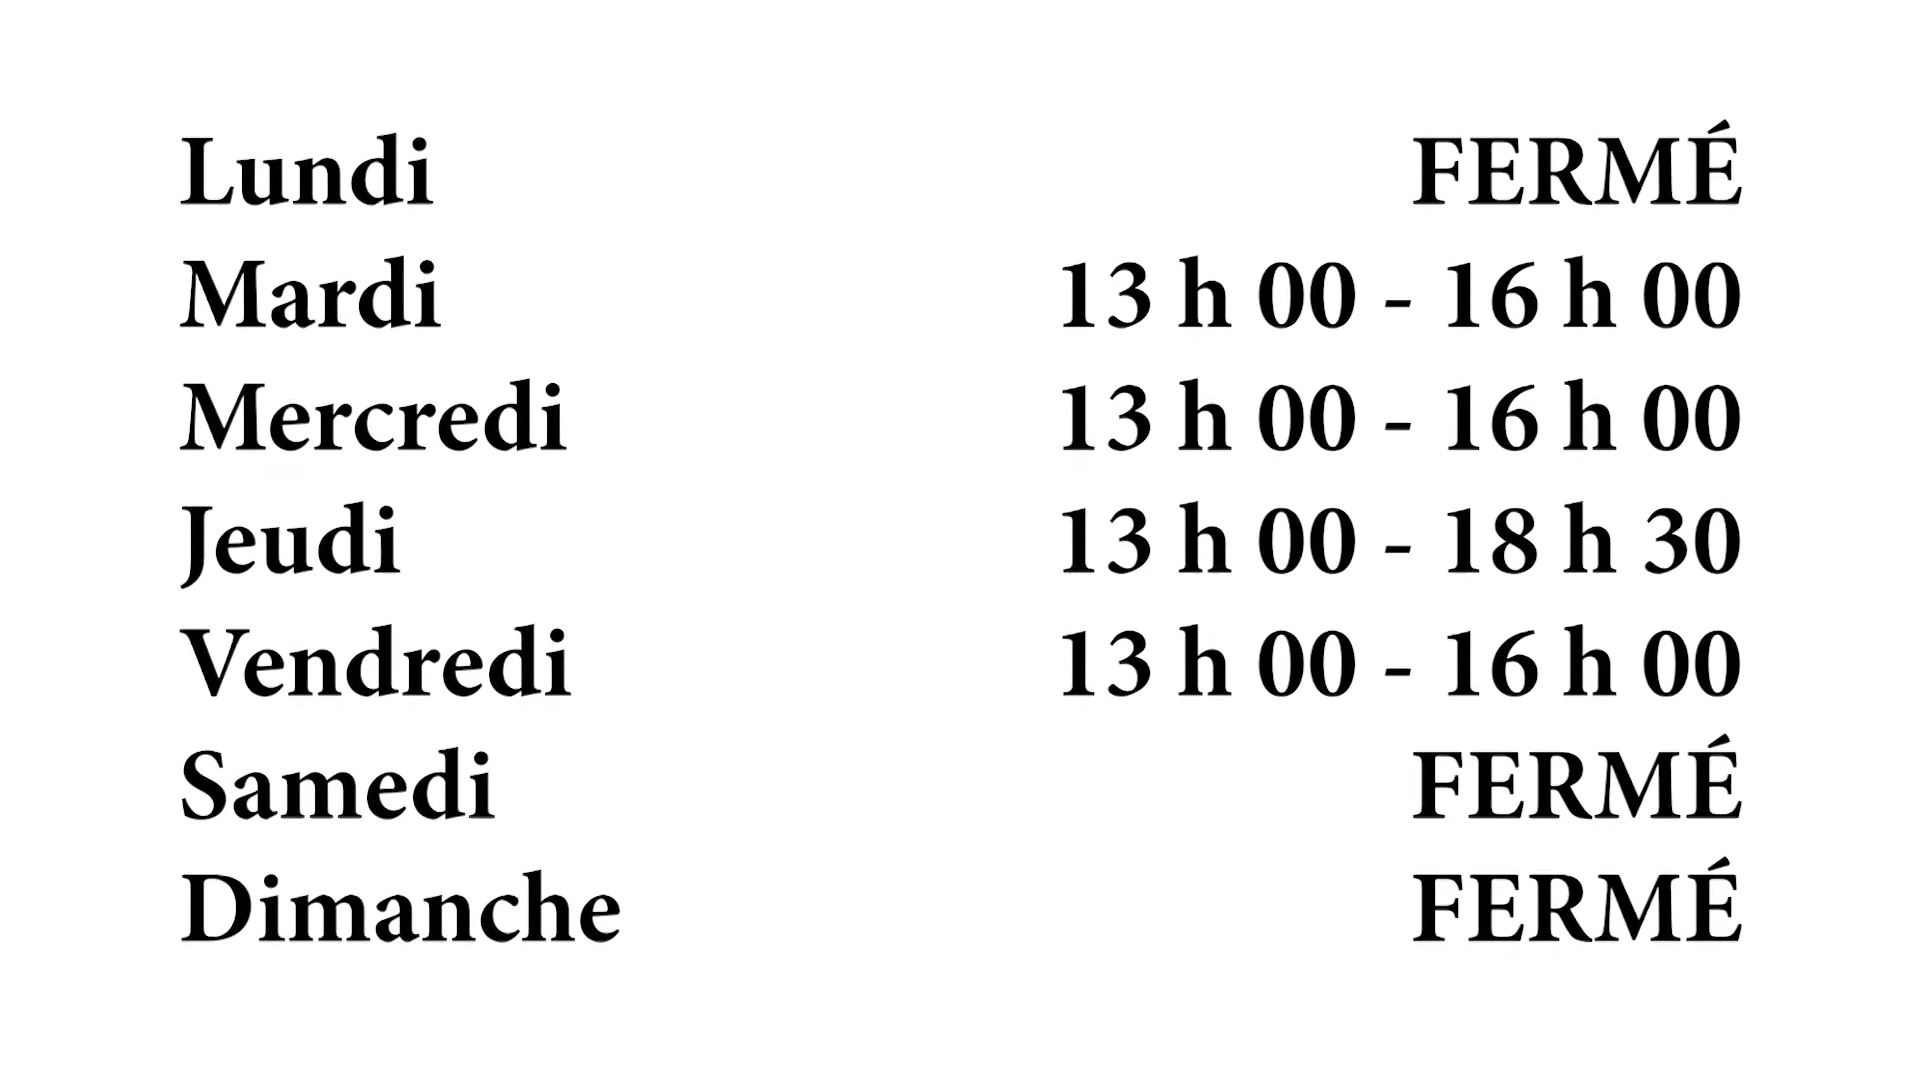 Lundi FERMÉ
Mardi 13 h 00 - 16 h 00
Mercredi 13 h 00 - 16 h 00
Jeudi 13 h 00 - 18 h 30
Vendredi 13 h 00 - 16 h 00
Samedi FERMÉ
Dimanche FERMÉ